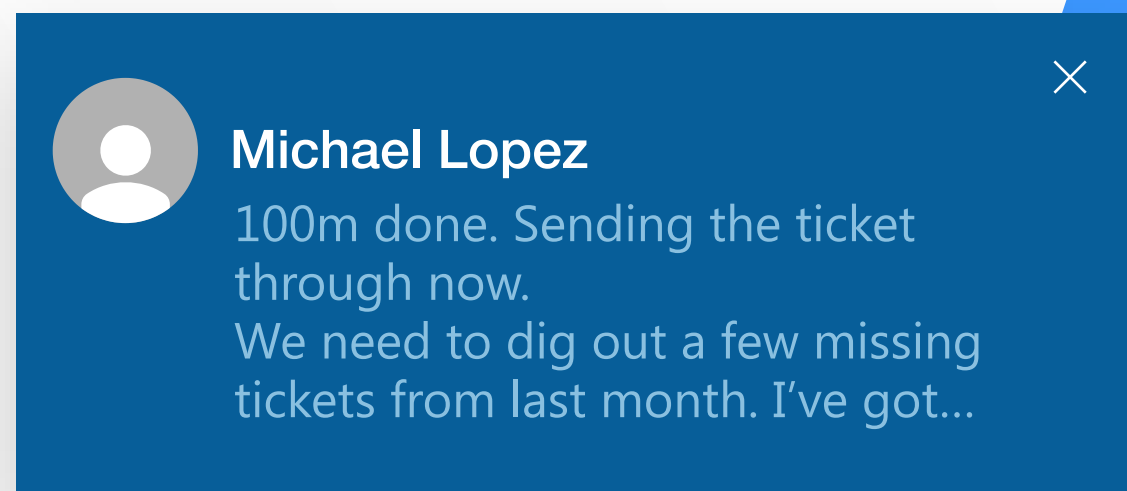 Michael Lopez
100m done. Sending the ticket
through now.
We need to dig out a few missing
tickets from last month. I’ve got…